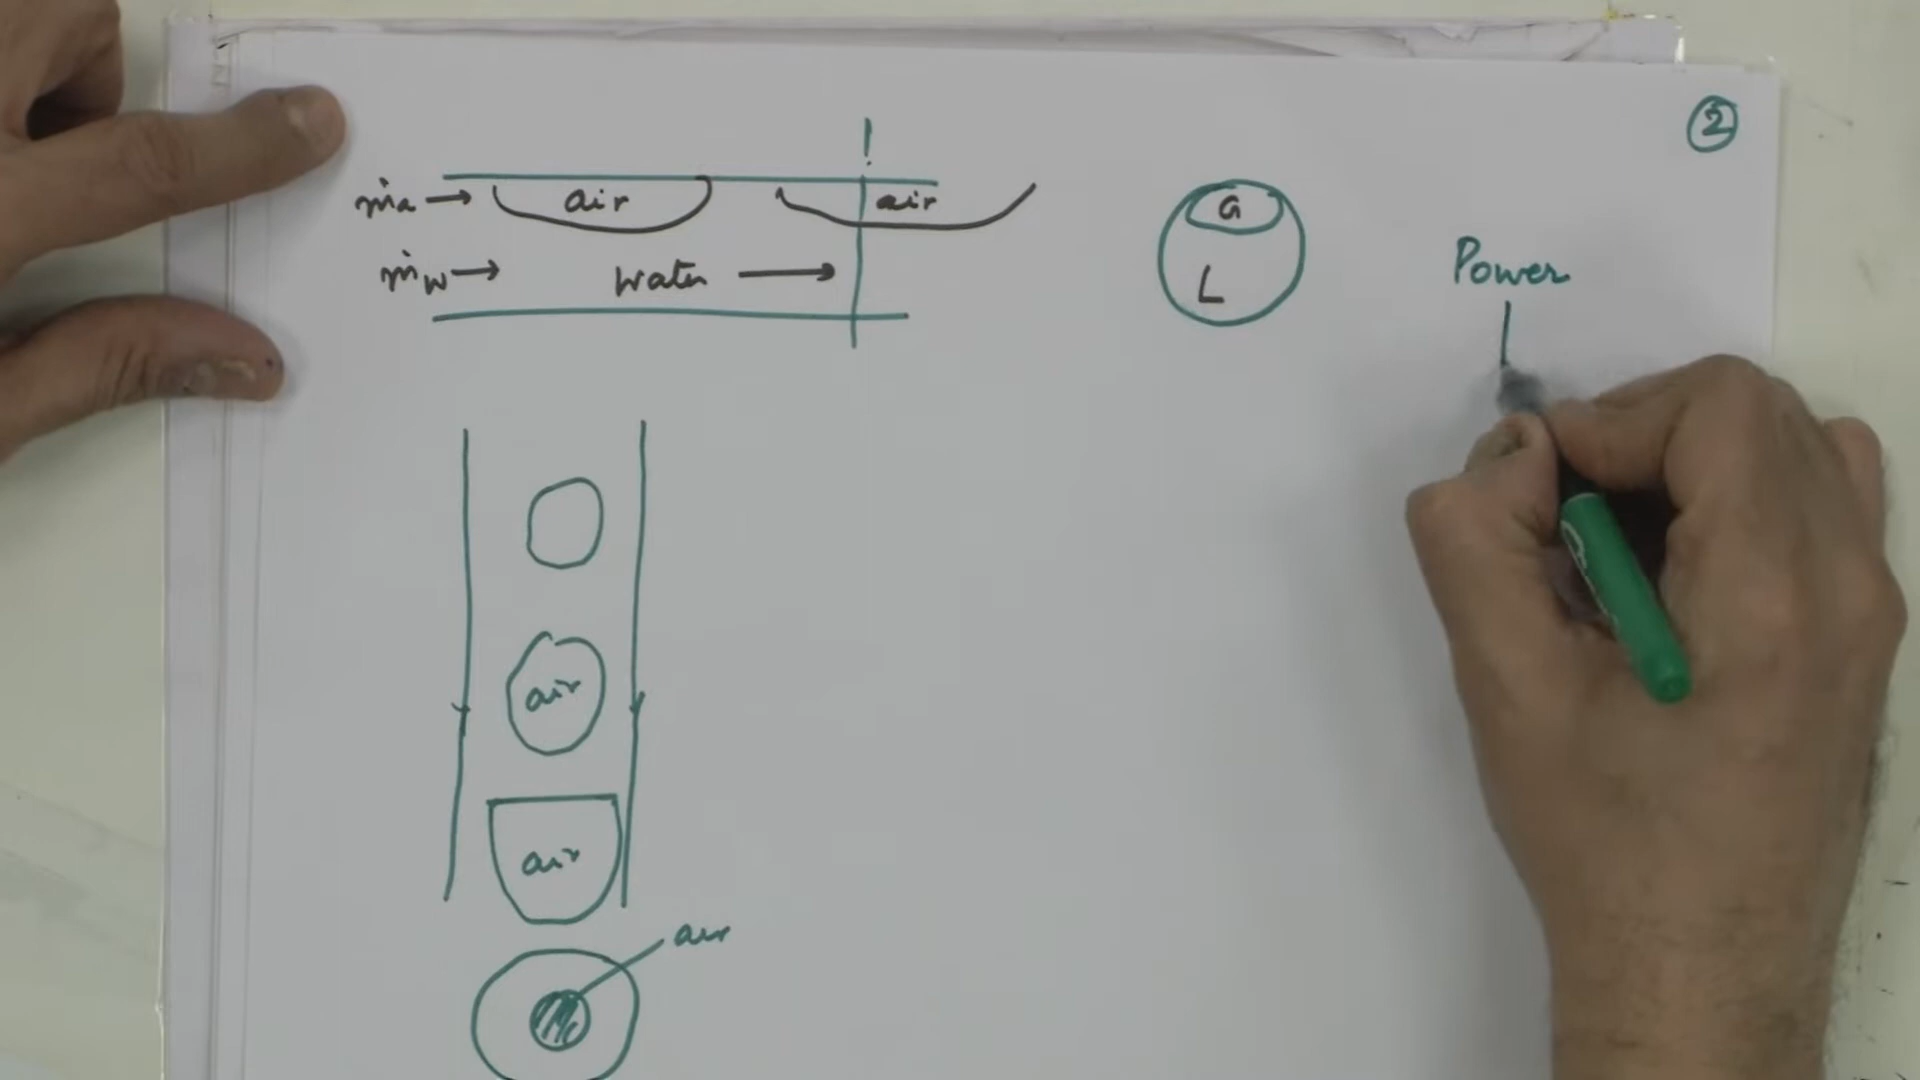 2
ṁa → air air
G
ṁw → water →
L
Power
air
air
air